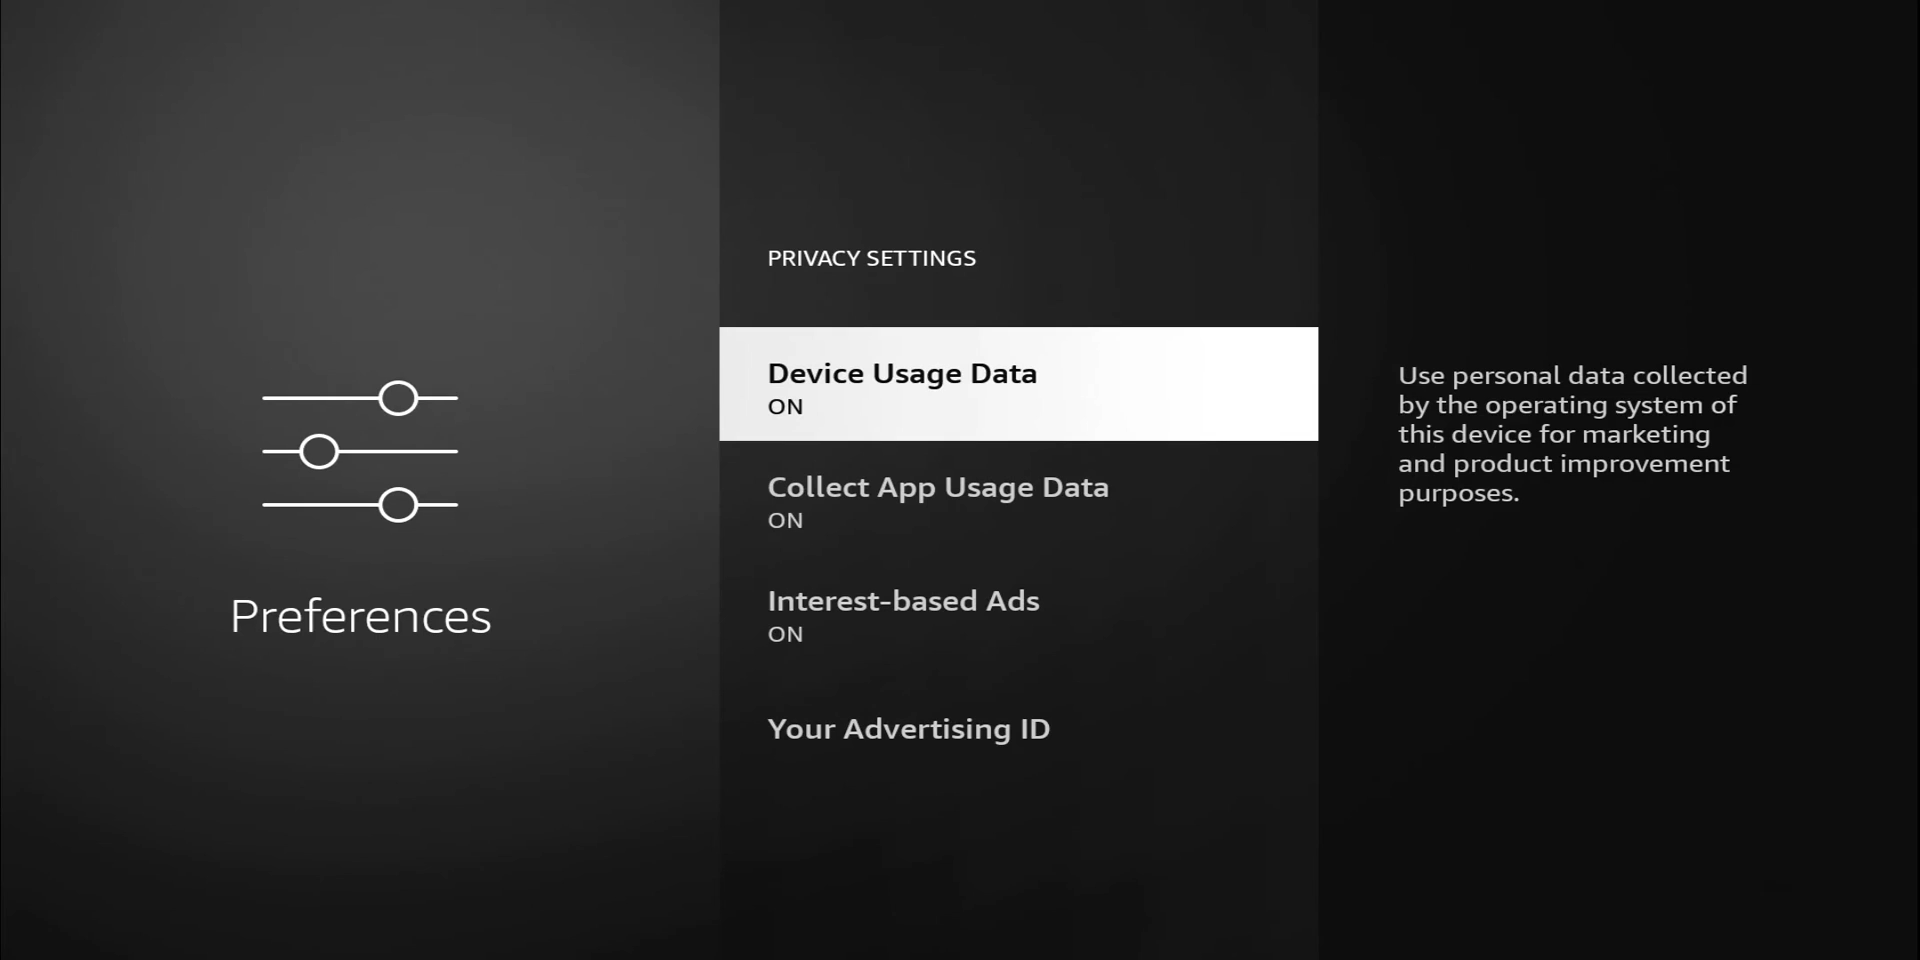 Preferences
PRIVACY SETTINGS
Device Usage Data
ON
Collect App Usage Data
ON
Interest-based Ads
ON
Your Advertising ID
Use personal data collected
by the operating system of
this device for marketing
and product improvement
purposes.